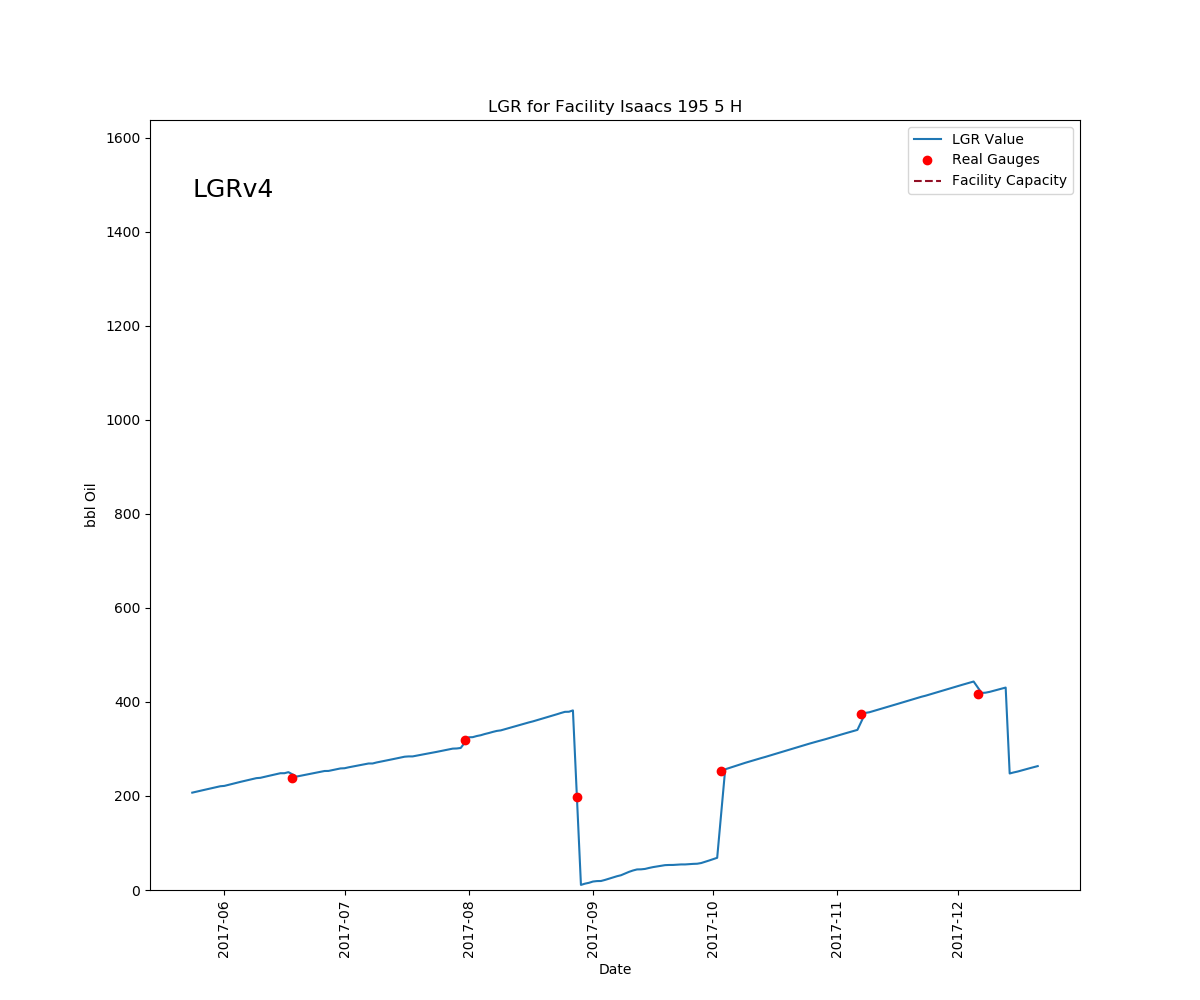 LGR for Facility Isaacs 195 5 H
LGRv4
LGR Value
Real Gauges
Facility Capacity
1600
1400
1200
1000
800
600
400
200
0
bbl Oil
2017-06
2017-07
2017-08
2017-09
2017-10
2017-11
2017-12
Date